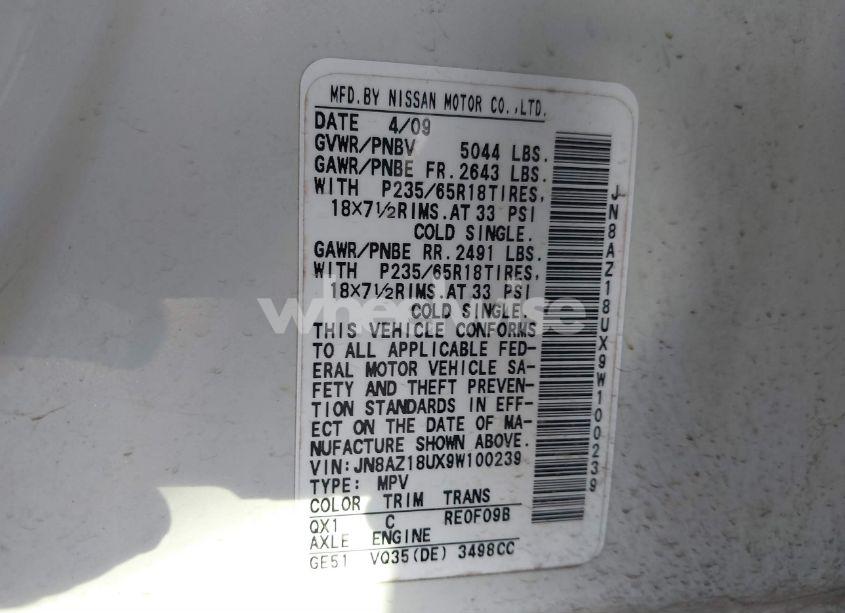 MFD.BY NISSAN MOTOR CO.,LTD.
DATE 4/09
GVWR/PNBV 5044 LBS.
GAWR/PNBE FR.2643 LBS.
WITH P235/65R18TIRES,
18×7½RIMS.AT 33 PSI
COLD SINGLE.
GAWR/PNBE RR.2491 LBS.
WITH P235/65R18TIRES,
18×7½RIMS.AT 33 PSI
COLD SINGLE.
THIS VEHICLE CONFORMS
TO ALL APPLICABLE FED-
ERAL MOTOR VEHICLE SA-
FETY AND THEFT PREVEN-
TION STANDARDS IN EFF-
ECT ON THE DATE OF MA-
NUFACTURE SHOWN ABOVE.
VIN:JN8AZ18UX9W100239
TYPE: MPV
COLOR TRIM TRANS
QX1 C RE0F09B
AXLE ENGINE
GE51 VQ35(DE) 3498CC
JN8AZ18UX9W100239
wheelwise